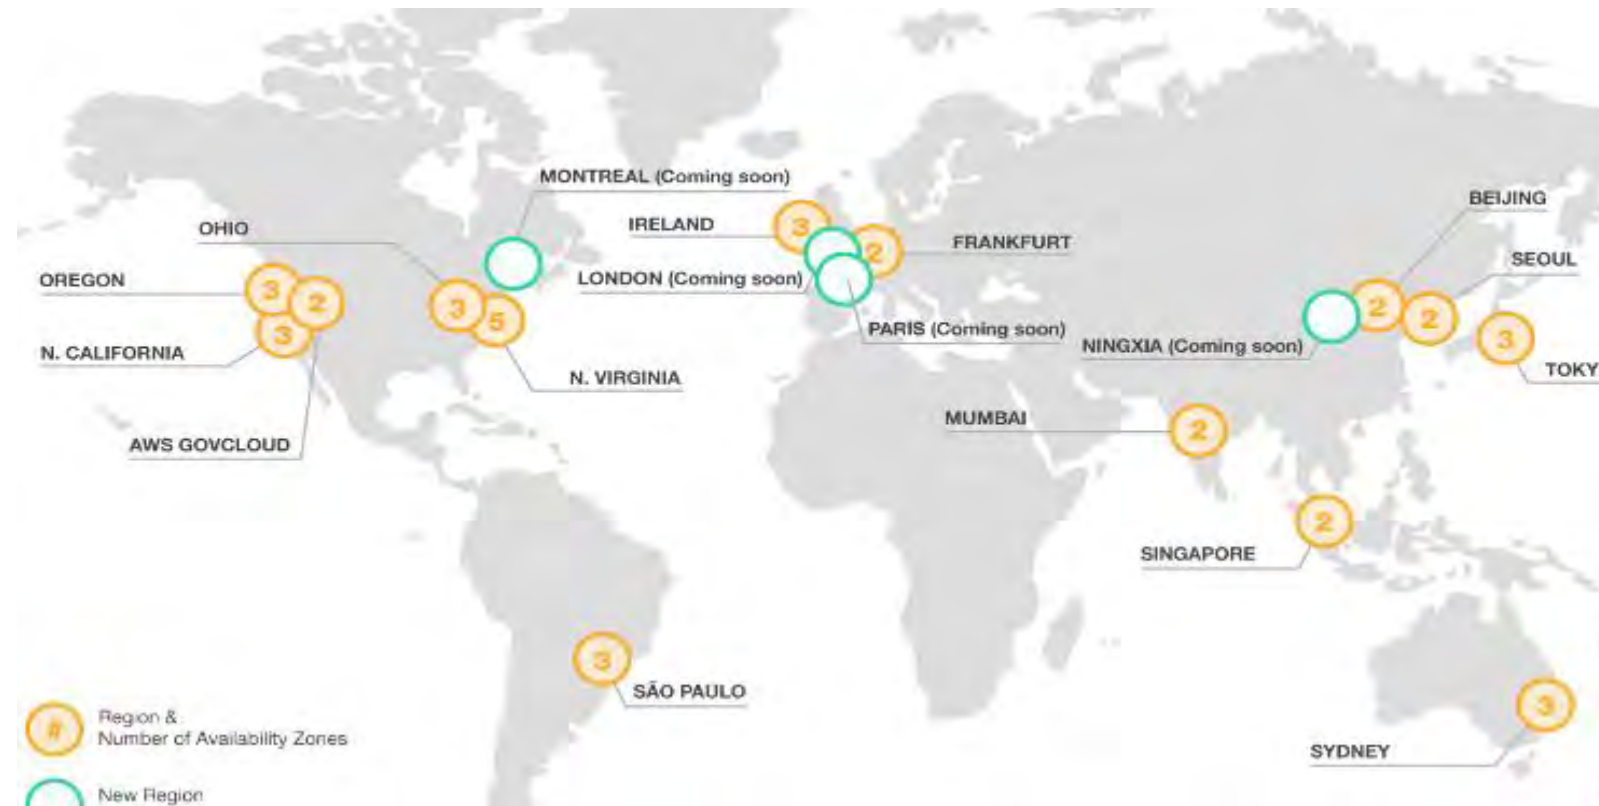 MONTREAL (Coming soon)
BEIJING
IRELAND
3
OHIO
FRANKFURT
2
SEOUL
OREGON
LONDON (Coming soon)
3
2
3
5
2
2
3
PARIS (Coming soon)
NINGXIA (Coming soon)
N. CALIFORNIA
3
TOKY
N. VIRGINIA
MUMBAI
2
AWS GOVCLOUD
2
SINGAPORE
3
SÃO PAULO
3
SYDNEY
#
Region &
Number of Availability Zones
New Region